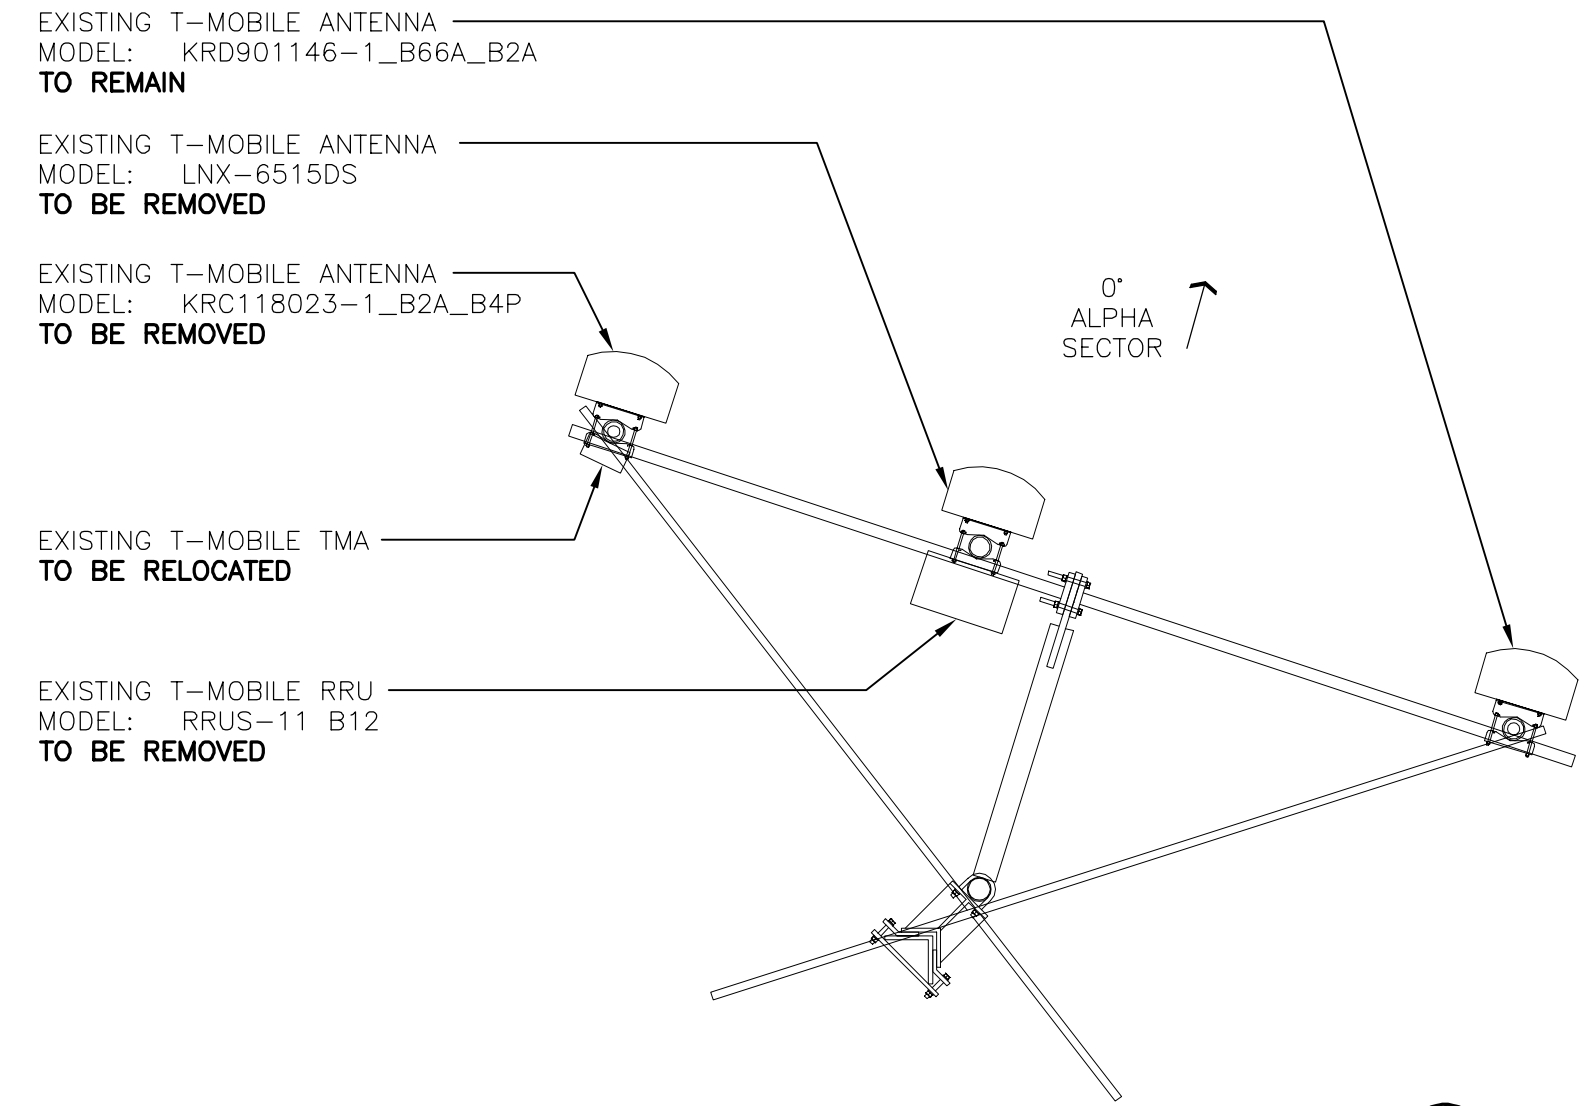 EXISTING T-MOBILE ANTENNA
MODEL: KRD901146-1_B66A_B2A
TO REMAIN
EXISTING T-MOBILE ANTENNA
MODEL: LNX-6515DS
TO BE REMOVED
EXISTING T-MOBILE ANTENNA
MODEL: KRC118023-1_B2A_B4P
TO BE REMOVED
0°
ALPHA
SECTOR
EXISTING T-MOBILE TMA
TO BE RELOCATED
EXISTING T-MOBILE RRU
MODEL: RRUS-11 B12
TO BE REMOVED